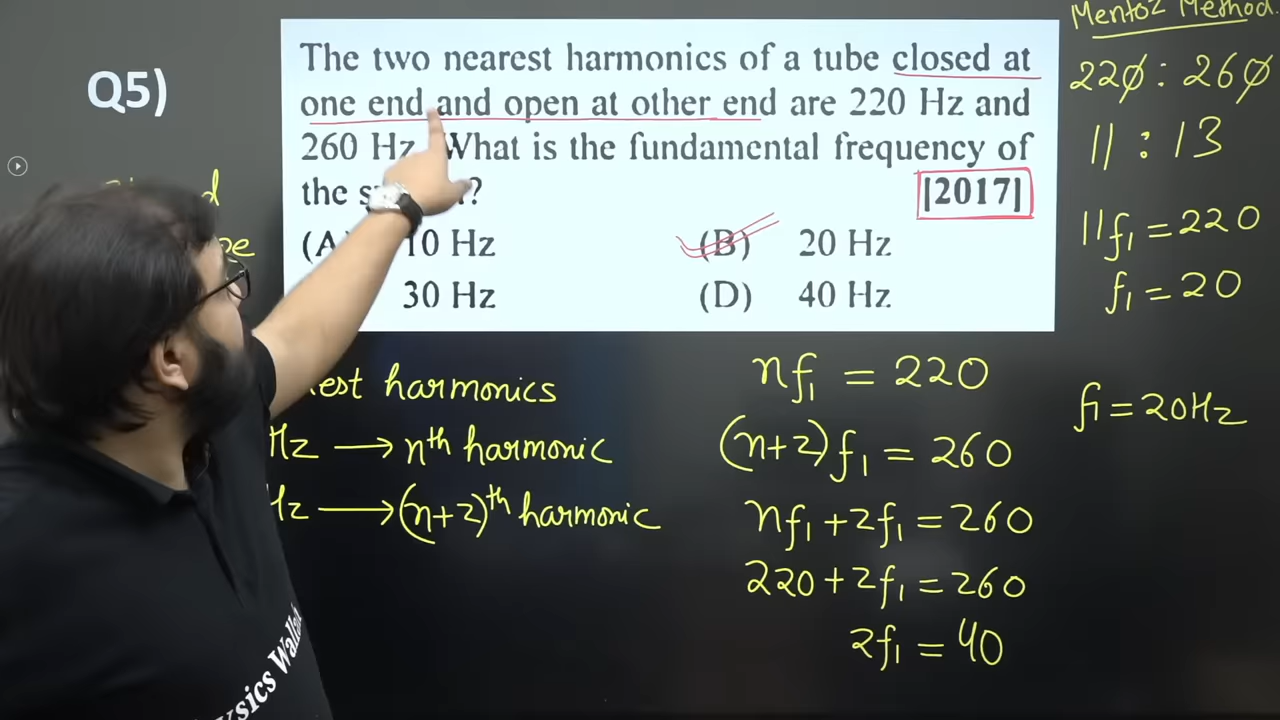 Q5)
The two nearest harmonics of a tube closed at
one end and open at other end are 220 Hz and
260 Hz. What is the fundamental frequency of
the ?
[2017]
(A) 10 Hz
(B) 20 Hz
30 Hz
(D) 40 Hz
harmonics
Hz → nth harmonic
Hz → (n+2)th harmonic
nf₁ = 220
(n+2)f₁ = 260
nf₁ + 2f₁ = 260
220 + 2f₁ = 260
2f₁ = 40
Method
220 : 260
11 : 13
11f₁ = 220
f₁ = 20
f₁ = 20Hz